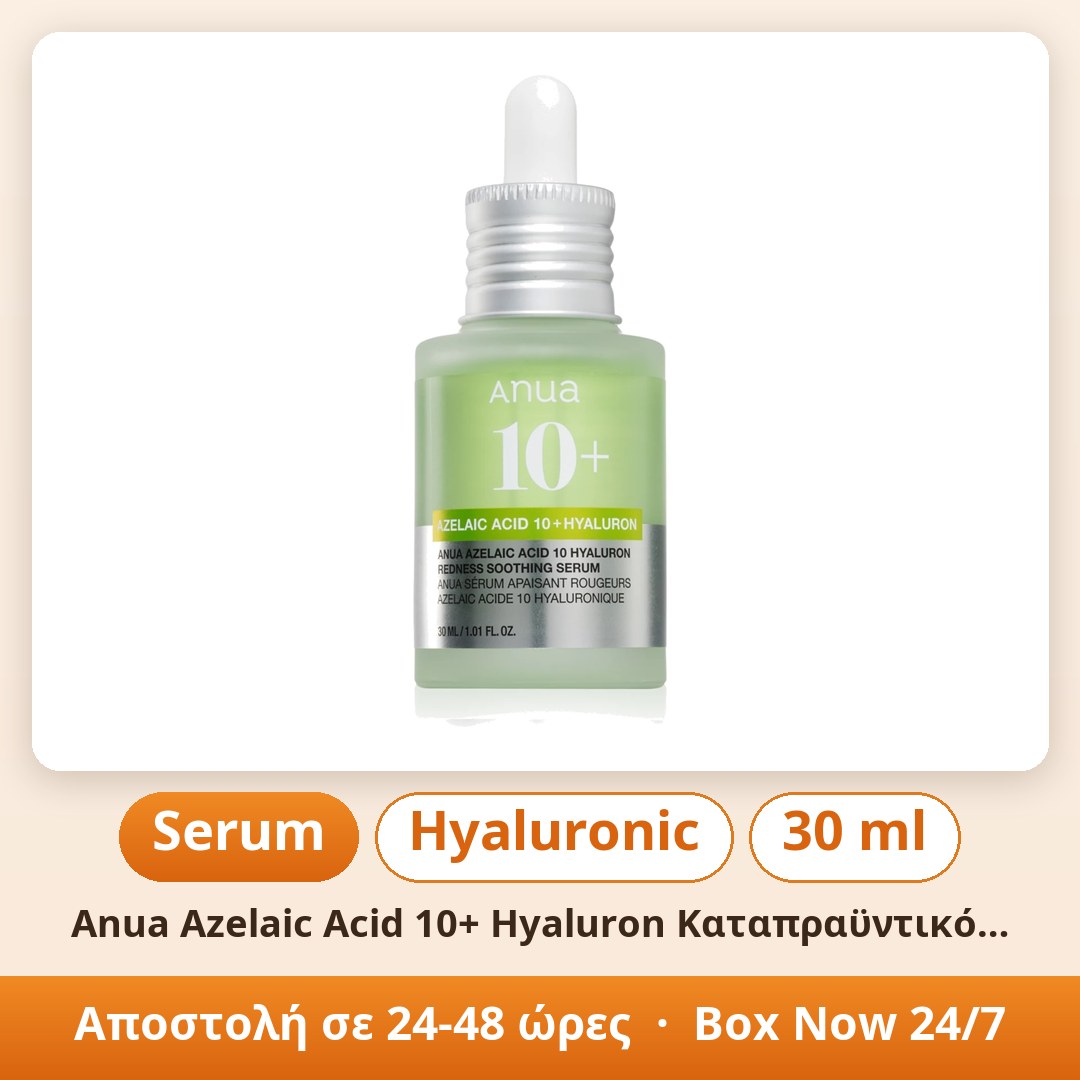 Anua
10+
AZELAIC ACID 10+HYALURON
ANUA AZELAIC ACID 10 HYALURON
REDNESS SOOTHING SERUM
ANUA SÉRUM APAISANT ROUGEURS
AZELAIC ACIDE 10 HYALURONIQUE
30 ML / 1.01 FL. OZ.
Serum Hyaluronic 30 ml
Anua Azelaic Acid 10+ Hyaluron Καταπραϋντικό...
Αποστολή σε 24-48 ώρες · Box Now 24/7